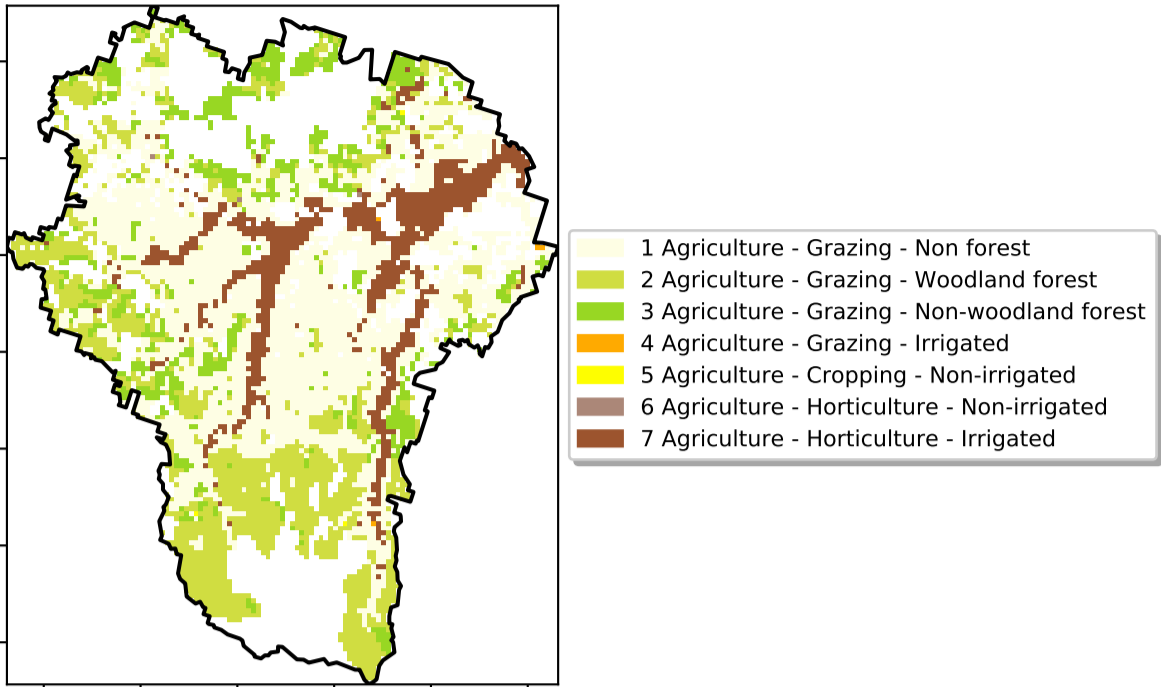 1 Agriculture - Grazing - Non forest
2 Agriculture - Grazing - Woodland forest
3 Agriculture - Grazing - Non-woodland forest
4 Agriculture - Grazing - Irrigated
5 Agriculture - Cropping - Non-irrigated
6 Agriculture - Horticulture - Non-irrigated
7 Agriculture - Horticulture - Irrigated